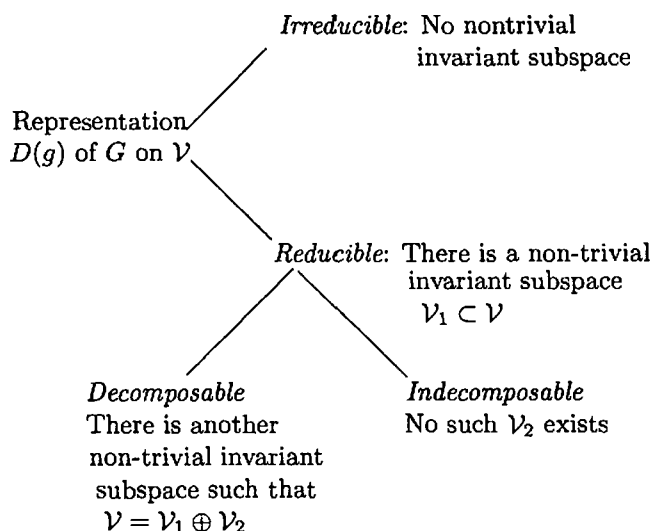 Irreducible: No nontrivial
invariant subspace
Representation
D(g) of G on 𝒱
Reducible: There is a non-trivial
invariant subspace
𝒱₁ ⊂ 𝒱
Decomposable
There is another
non-trivial invariant
subspace such that
𝒱 = 𝒱₁ ⊕ 𝒱₂
Indecomposable
No such 𝒱₂ exists